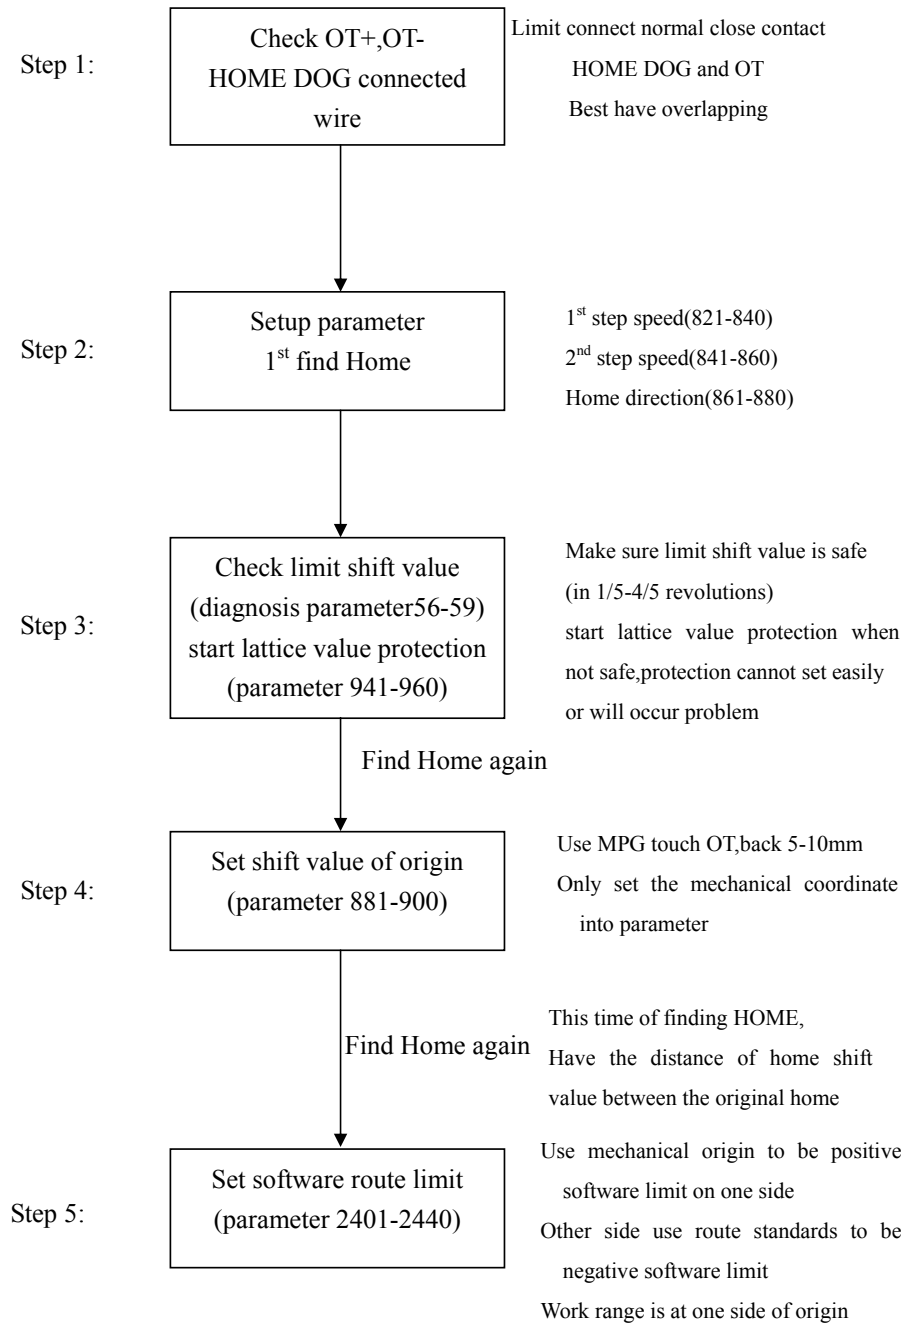 Step 1:
Check OT+,OT-
HOME DOG connected
wire
Limit connect normal close contact
HOME DOG and OT
Best have overlapping
Step 2:
Setup parameter
1st find Home
1st step speed(821-840)
2nd step speed(841-860)
Home direction(861-880)
Step 3:
Check limit shift value
(diagnosis parameter56-59)
start lattice value protection
(parameter 941-960)
Make sure limit shift value is safe
(in 1/5-4/5 revolutions)
start lattice value protection when
not safe,protection cannot set easily
or will occur problem
Find Home again
Step 4:
Set shift value of origin
(parameter 881-900)
Use MPG touch OT,back 5-10mm
Only set the mechanical coordinate
into parameter
Find Home again
This time of finding HOME,
Have the distance of home shift
value between the original home
Step 5:
Set software route limit
(parameter 2401-2440)
Use mechanical origin to be positive
software limit on one side
Other side use route standards to be
negative software limit
Work range is at one side of origin